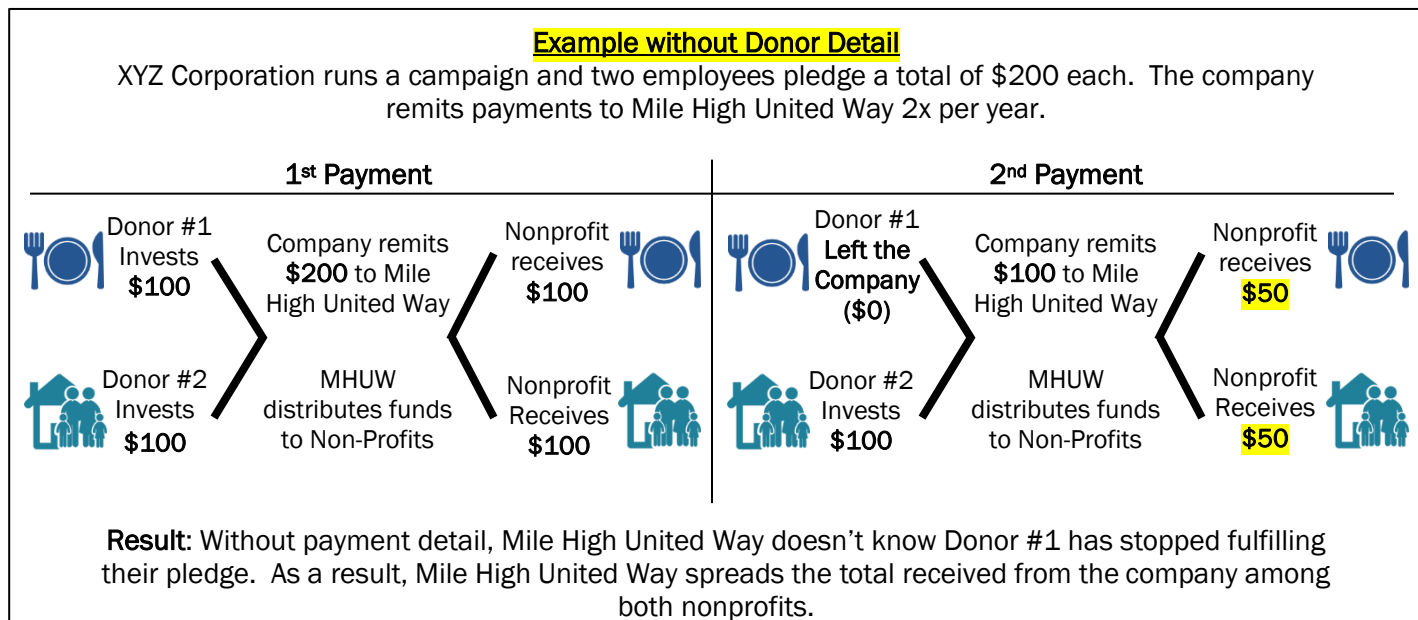 Example without Donor Detail
XYZ Corporation runs a campaign and two employees pledge a total of $200 each.  The company
remits payments to Mile High United Way 2x per year.
1st Payment
Donor #1
Invests
$100
Company remits
$200 to Mile
High United Way
Nonprofit
receives
$100
Donor #2
Invests
$100
MHUW
distributes funds
to Non-Profits
Nonprofit
Receives
$100
2nd Payment
Donor #1
Left the
Company
($0)
Company remits
$100 to Mile
High United Way
Nonprofit
receives
$50
Donor #2
Invests
$100
MHUW
distributes funds
to Non-Profits
Nonprofit
Receives
$50
Result: Without payment detail, Mile High United Way doesn’t know Donor #1 has stopped fulfilling
their pledge.  As a result, Mile High United Way spreads the total received from the company among
both nonprofits.